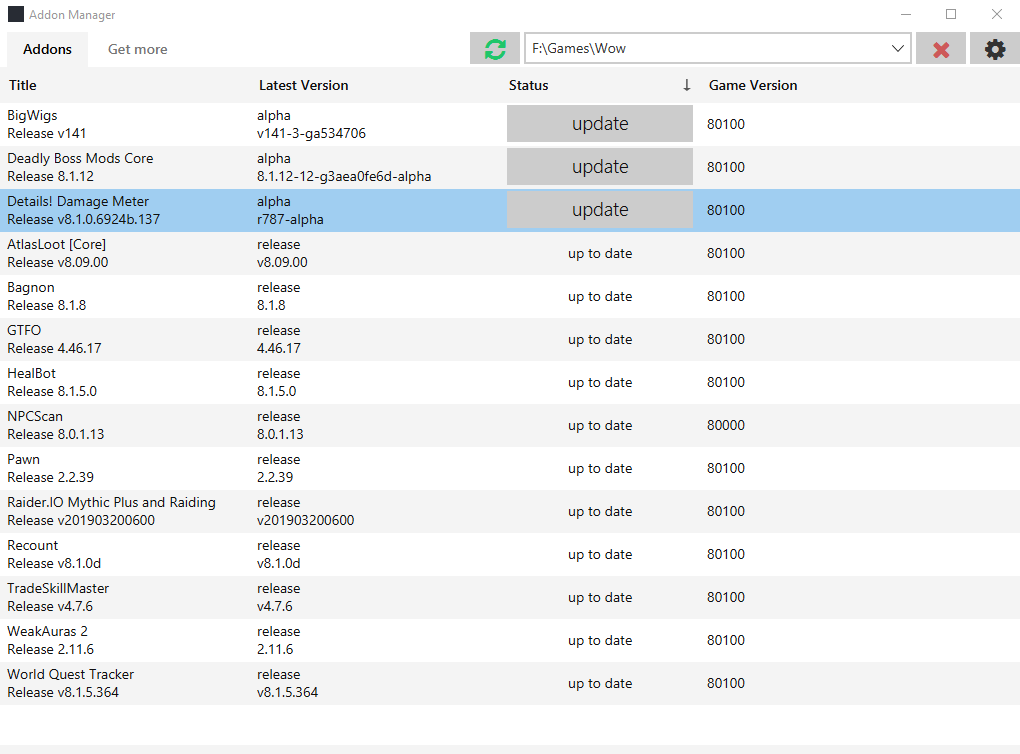 Addon Manager
Addons Get more F:\Games\Wow
Title Latest Version Status ↓ Game Version
BigWigs alpha
Release v141 v141-3-ga534706 update 80100
Deadly Boss Mods Core alpha
Release 8.1.12 8.1.12-12-g3aea0fe6d-alpha update 80100
Details! Damage Meter alpha
Release v8.1.0.6924b.137 r787-alpha update 80100
AtlasLoot [Core] release
Release v8.09.00 v8.09.00 up to date 80100
Bagnon release
Release 8.1.8 8.1.8 up to date 80100
GTFO release
Release 4.46.17 4.46.17 up to date 80100
HealBot release
Release 8.1.5.0 8.1.5.0 up to date 80100
NPCScan release
Release 8.0.1.13 8.0.1.13 up to date 80000
Pawn release
Release 2.2.39 2.2.39 up to date 80100
Raider.IO Mythic Plus and Raiding release
Release v201903200600 v201903200600 up to date 80100
Recount release
Release v8.1.0d v8.1.0d up to date 80100
TradeSkillMaster release
Release v4.7.6 v4.7.6 up to date 80100
WeakAuras 2 release
Release 2.11.6 2.11.6 up to date 80100
World Quest Tracker release
Release v8.1.5.364 v8.1.5.364 up to date 80100